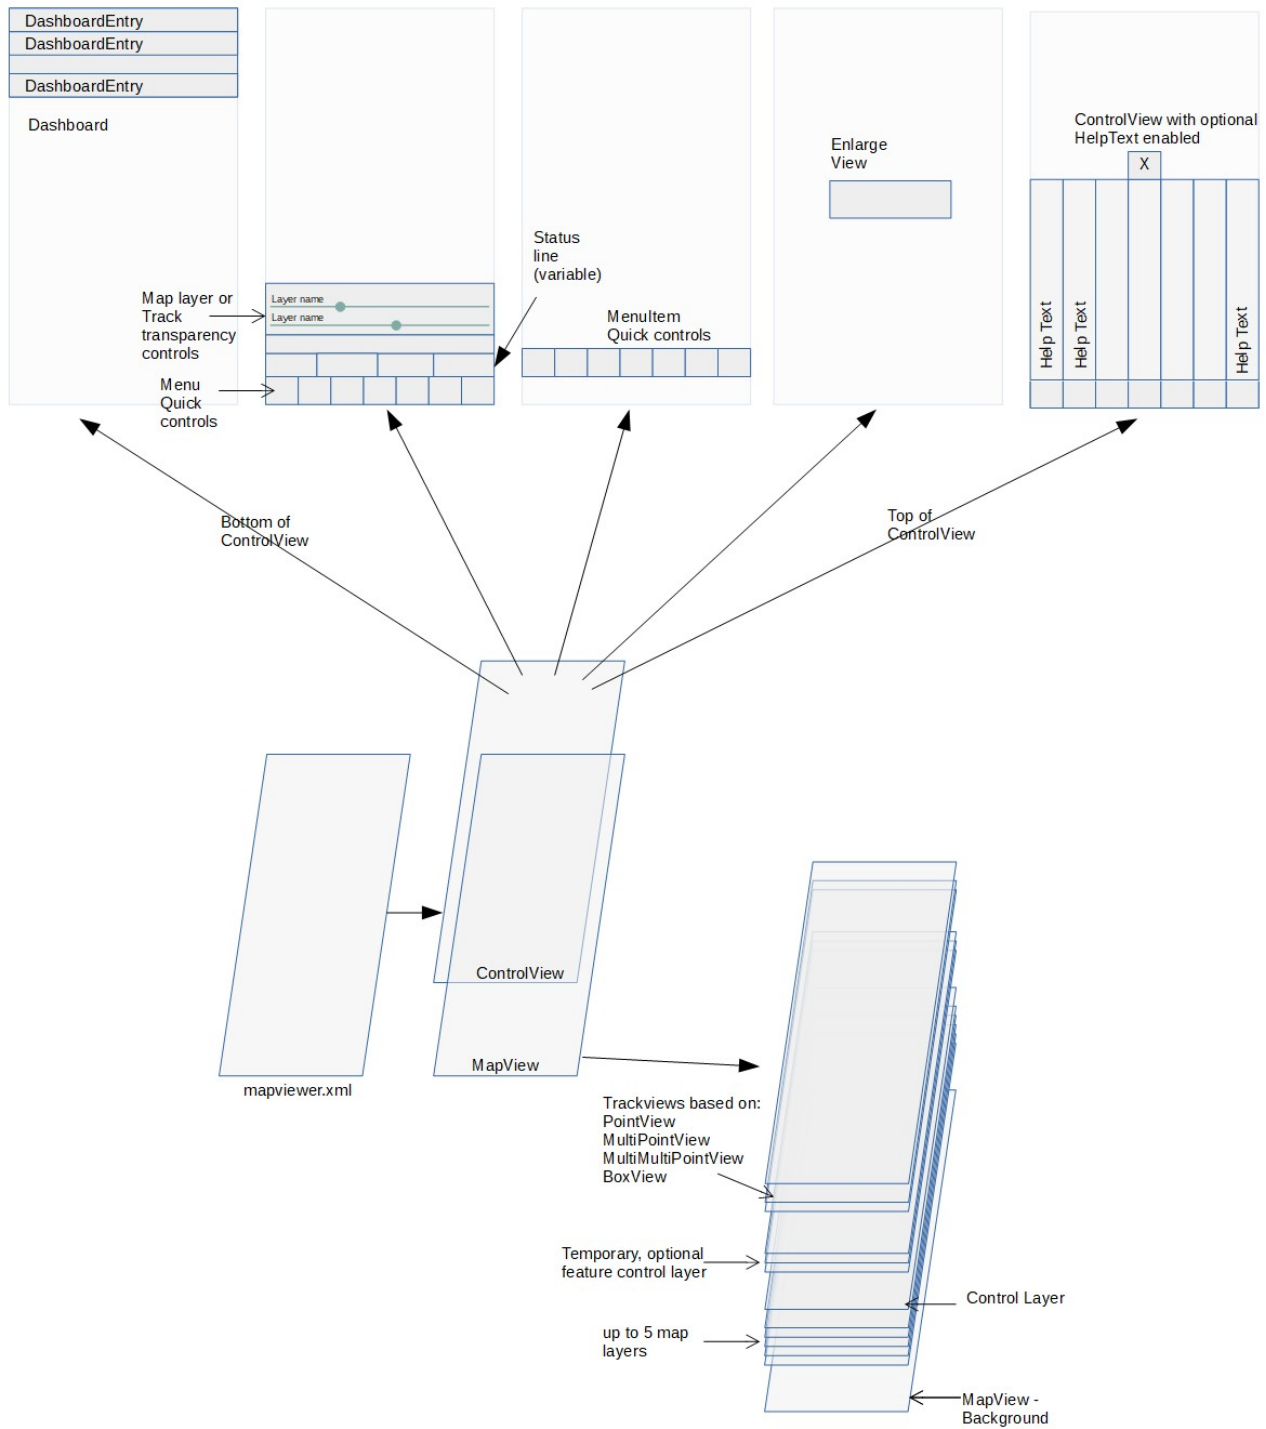 DashboardEntry
DashboardEntry
DashboardEntry
Dashboard
Map layer or
Track
transparency
controls
Menu
Quick
controls
Layer name
Layer name
Status
line
(variable)
MenuItem
Quick controls
Enlarge
View
ControlView with optional
HelpText enabled
X
Help Text
Help Text
Help Text
Bottom of
ControlView
Top of
ControlView
ControlView
MapView
mapviewer.xml
Trackviews based on:
PointView
MultiPointView
MultiMultiPointView
BoxView
Temporary, optional
feature control layer
Control Layer
up to 5 map
layers
MapView -
Background